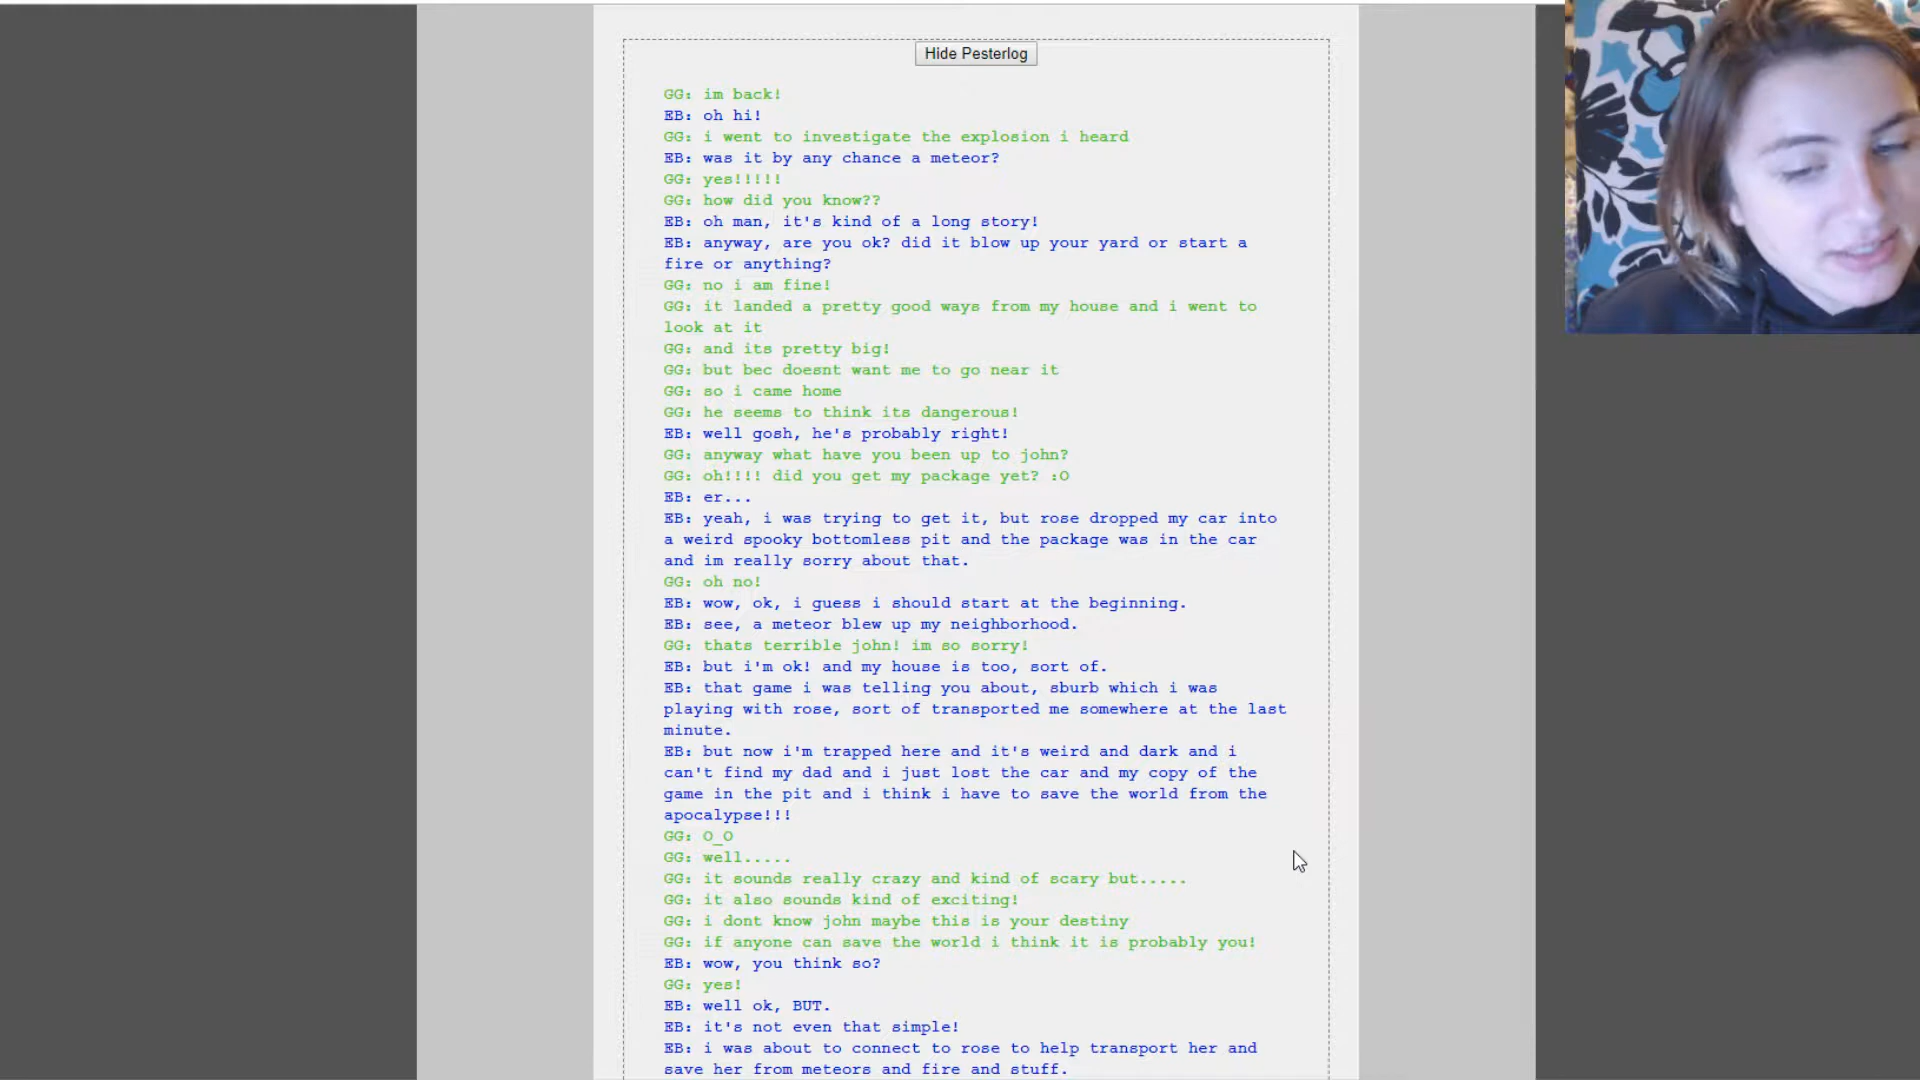 Hide Pesterlog
GG: im back!
EB: oh hi!
GG: i went to investigate the explosion i heard
EB: was it by any chance a meteor?
GG: yes!!!!!
GG: how did you know??
EB: oh man, it's kind of a long story!
EB: anyway, are you ok? did it blow up your yard or start a
fire or anything?
GG: no i am fine!
GG: it landed a pretty good ways from my house and i went to
look at it
GG: and its pretty big!
GG: but bec doesnt want me to go near it
GG: so i came home
GG: he seems to think its dangerous!
EB: well gosh, he's probably right!
GG: anyway what have you been up to john?
GG: oh!!!! did you get my package yet? :O
EB: er...
EB: yeah, i was trying to get it, but rose dropped my car into
a weird spooky bottomless pit and the package was in the car
and im really sorry about that.
GG: oh no!
EB: wow, ok, i guess i should start at the beginning.
EB: see, a meteor blew up my neighborhood.
GG: thats terrible john! im so sorry!
EB: but i'm ok! and my house is too, sort of.
EB: that game i was telling you about, sburb which i was
playing with rose, sort of transported me somewhere at the last
minute.
EB: but now i'm trapped here and it's weird and dark and i
can't find my dad and i just lost the car and my copy of the
game in the pit and i think i have to save the world from the
apocalypse!!!
GG: O_O
GG: well.....
GG: it sounds really crazy and kind of scary but.....
GG: it also sounds kind of exciting!
GG: i dont know john maybe this is your destiny
GG: if anyone can save the world i think it is probably you!
EB: wow, you think so?
GG: yes!
EB: well ok, BUT.
EB: it's not even that simple!
EB: i was about to connect to rose to help transport her and
save her from meteors and fire and stuff.